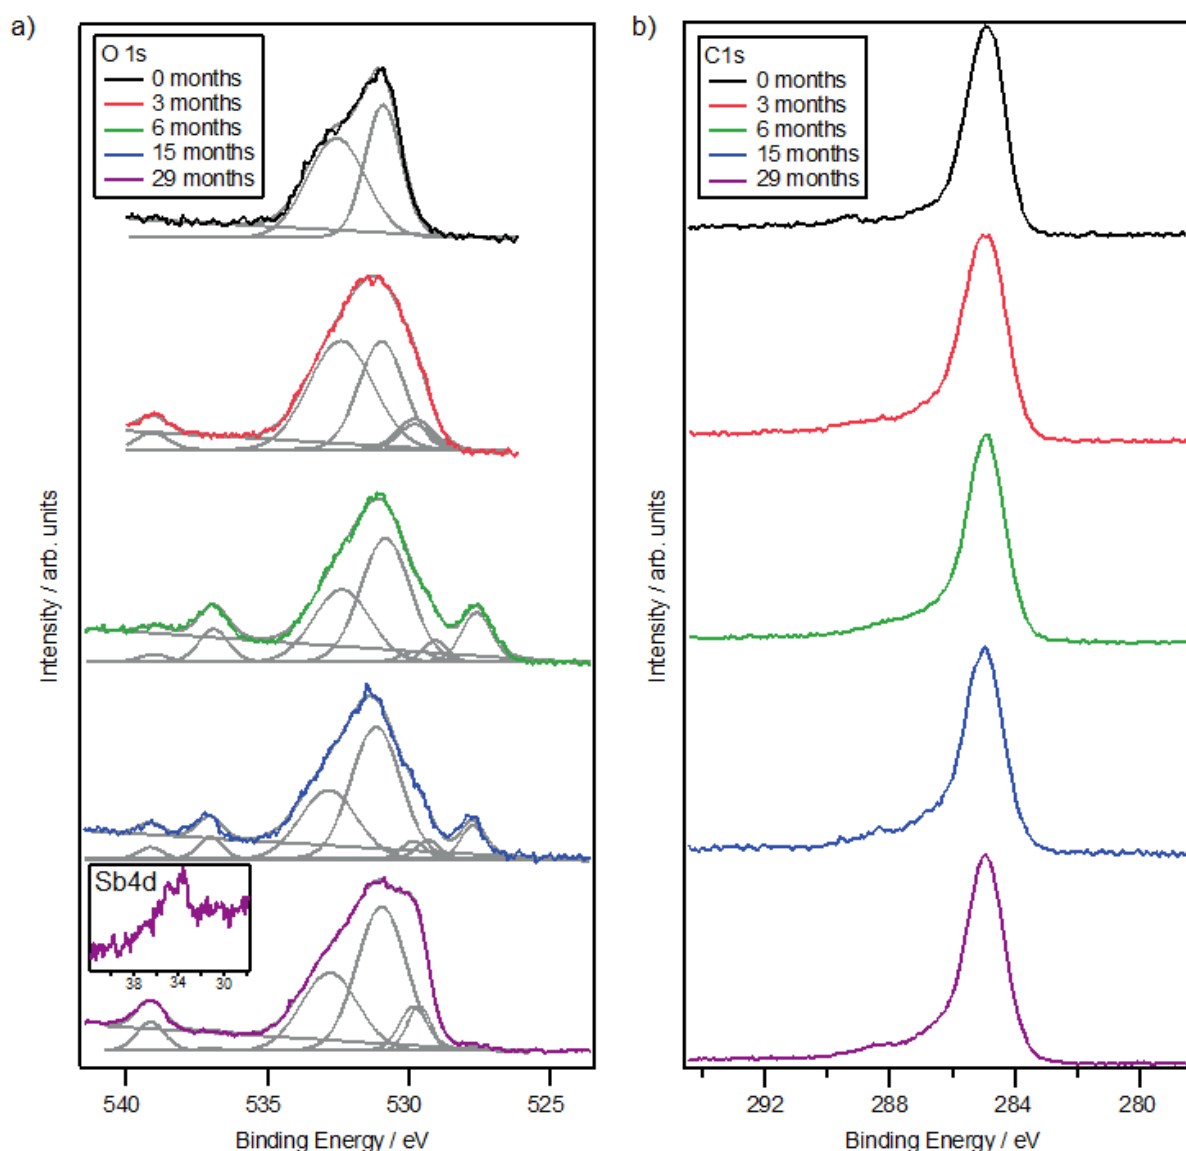 a)
O 1s
0 months
3 months
6 months
15 months
29 months
Intensity / arb. units
Sb4d
38 34 30
540 535 530 525
Binding Energy / eV
b)
C1s
0 months
3 months
6 months
15 months
29 months
Intensity / arb. units
292 288 284 280
Binding Energy / eV